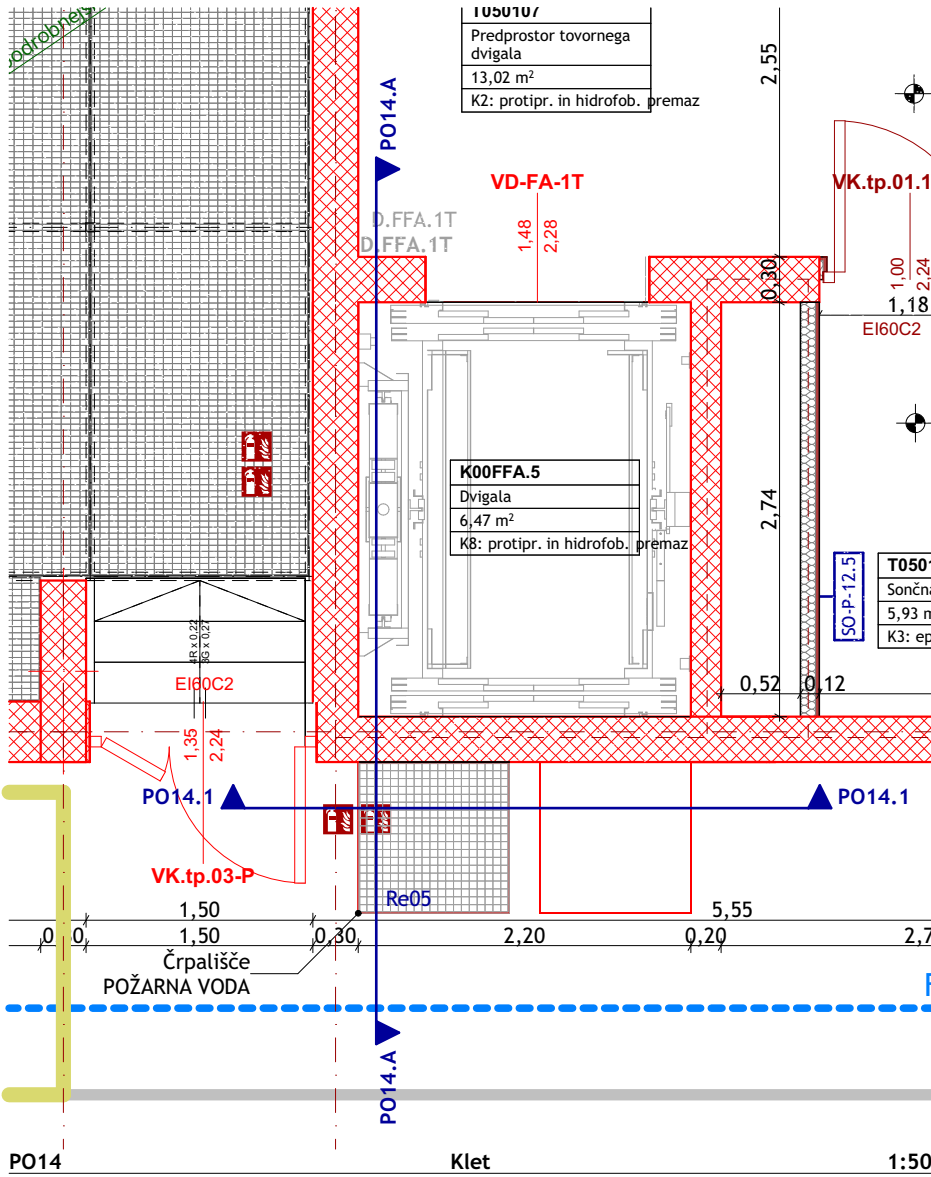 T050107
Predprostor tovornega
dvigala
13,02 m²
K2: protipr. in hidrofob. premaz
2,55
PO14.A
VD-FA-1T
VK.tp.01.1
D.FFA.1T
D.FFA.1T
1,48
2,28
1,00
2,24
0,30
1,18
EI60C2
K00FFA.5
Dvigala
6,47 m²
K8: protipr. in hidrofob. premaz
2,74
SO-P-12.5
Sončna
5,93 m
K3: ep
4R x 0,22
3G x 0,27
EI60C2
0,52
0,12
1,35
2,24
PO14.1
PO14.1
VK.tp.03-P
Re05
1,50
5,55
1,50
0,30
2,20
0,20
2,7
Črpališče
POŽARNA VODA
PO14.A
PO14
Klet
1:50